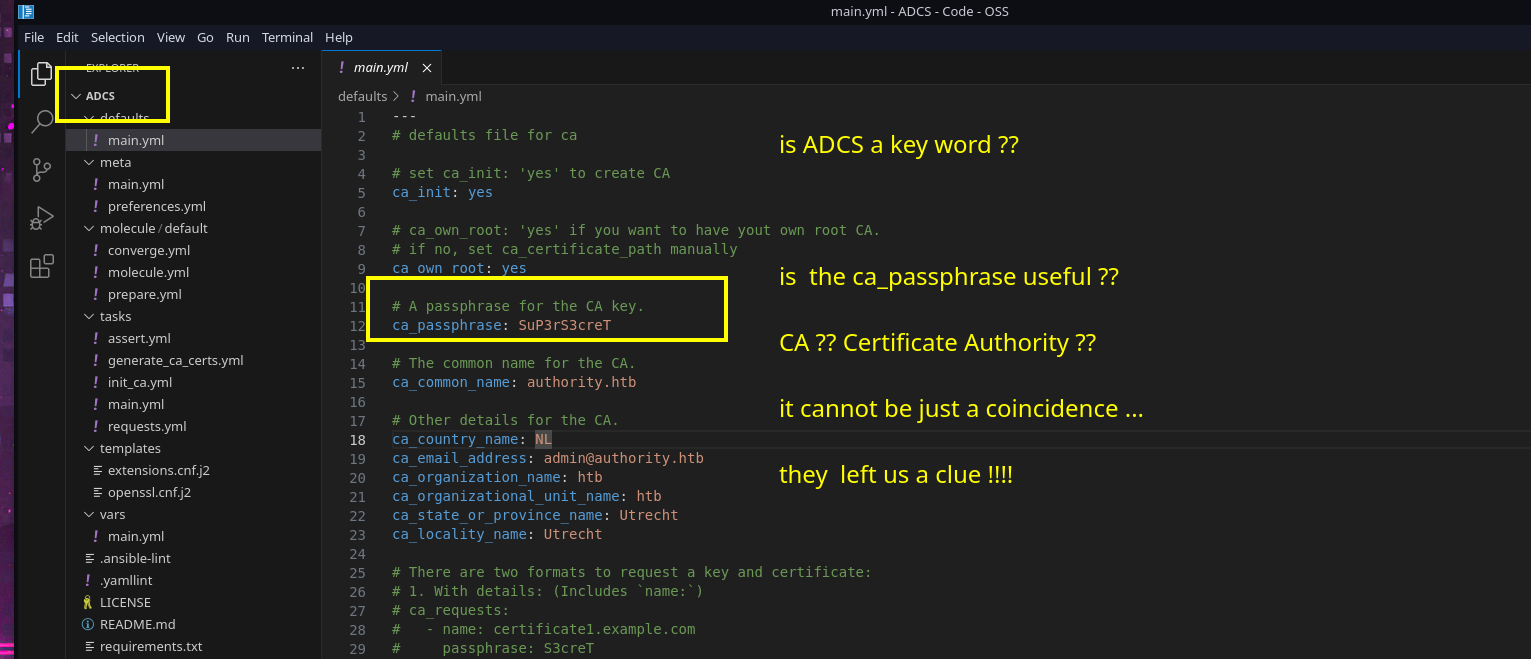 main.yml - ADCS - Code - OSS
File Edit Selection View Go Run Terminal Help
EXPLORER ...
ADCS
defaults
main.yml
meta
main.yml
preferences.yml
molecule / default
converge.yml
molecule.yml
prepare.yml
tasks
assert.yml
generate_ca_certs.yml
init_ca.yml
main.yml
requests.yml
templates
extensions.cnf.j2
openssl.cnf.j2
vars
main.yml
.ansible-lint
.yamllint
LICENSE
README.md
requirements.txt
! main.yml ×
defaults > ! main.yml
1 ---
2 # defaults file for ca
3
4 # set ca_init: 'yes' to create CA
5 ca_init: yes
6
7 # ca_own_root: 'yes' if you want to have yout own root CA.
8 # if no, set ca_certificate_path manually
9 ca_own_root: yes
10
11 # A passphrase for the CA key.
12 ca_passphrase: SuP3rS3creT
13
14 # The common name for the CA.
15 ca_common_name: authority.htb
16
17 # Other details for the CA.
18 ca_country_name: NL
19 ca_email_address: admin@authority.htb
20 ca_organization_name: htb
21 ca_organizational_unit_name: htb
22 ca_state_or_province_name: Utrecht
23 ca_locality_name: Utrecht
24
25 # There are two formats to request a key and certificate:
26 # 1. With details: (Includes `name:`)
27 # ca_requests:
28 #   - name: certificate1.example.com
29 #     passphrase: S3creT
is ADCS a key word ??
is the ca_passphrase useful ??
CA ?? Certificate Authority ??
it cannot be just a coincidence ...
they left us a clue !!!!